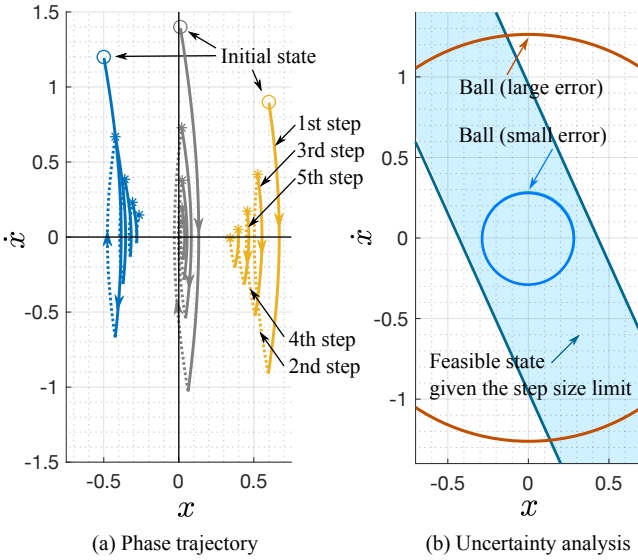 1.5
1
0.5
0
-0.5
-1
-1.5
ẋ
-0.5
0
0.5
x
Initial state
1st step
3rd step
5th step
4th step
2nd step
(a) Phase trajectory
1
0.5
0
-0.5
-1
ẋ
-0.5
0
0.5
x
Ball (large error)
Ball (small error)
Feasible state
given the step size limit
(b) Uncertainty analysis